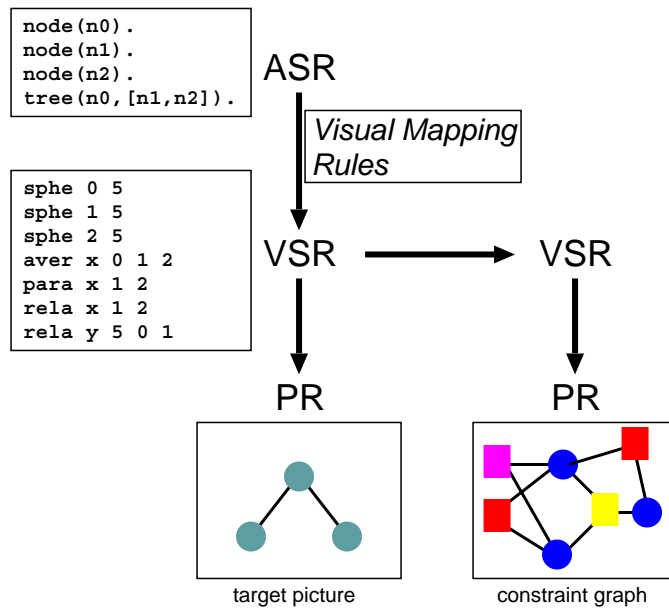 node(n0).
node(n1).
node(n2).
tree(n0,[n1,n2]).
ASR
Visual Mapping
Rules
sphe 0 5
sphe 1 5
sphe 2 5
aver x 0 1 2
para x 1 2
rela x 1 2
rela y 5 0 1
VSR
VSR
PR
PR
target picture
constraint graph